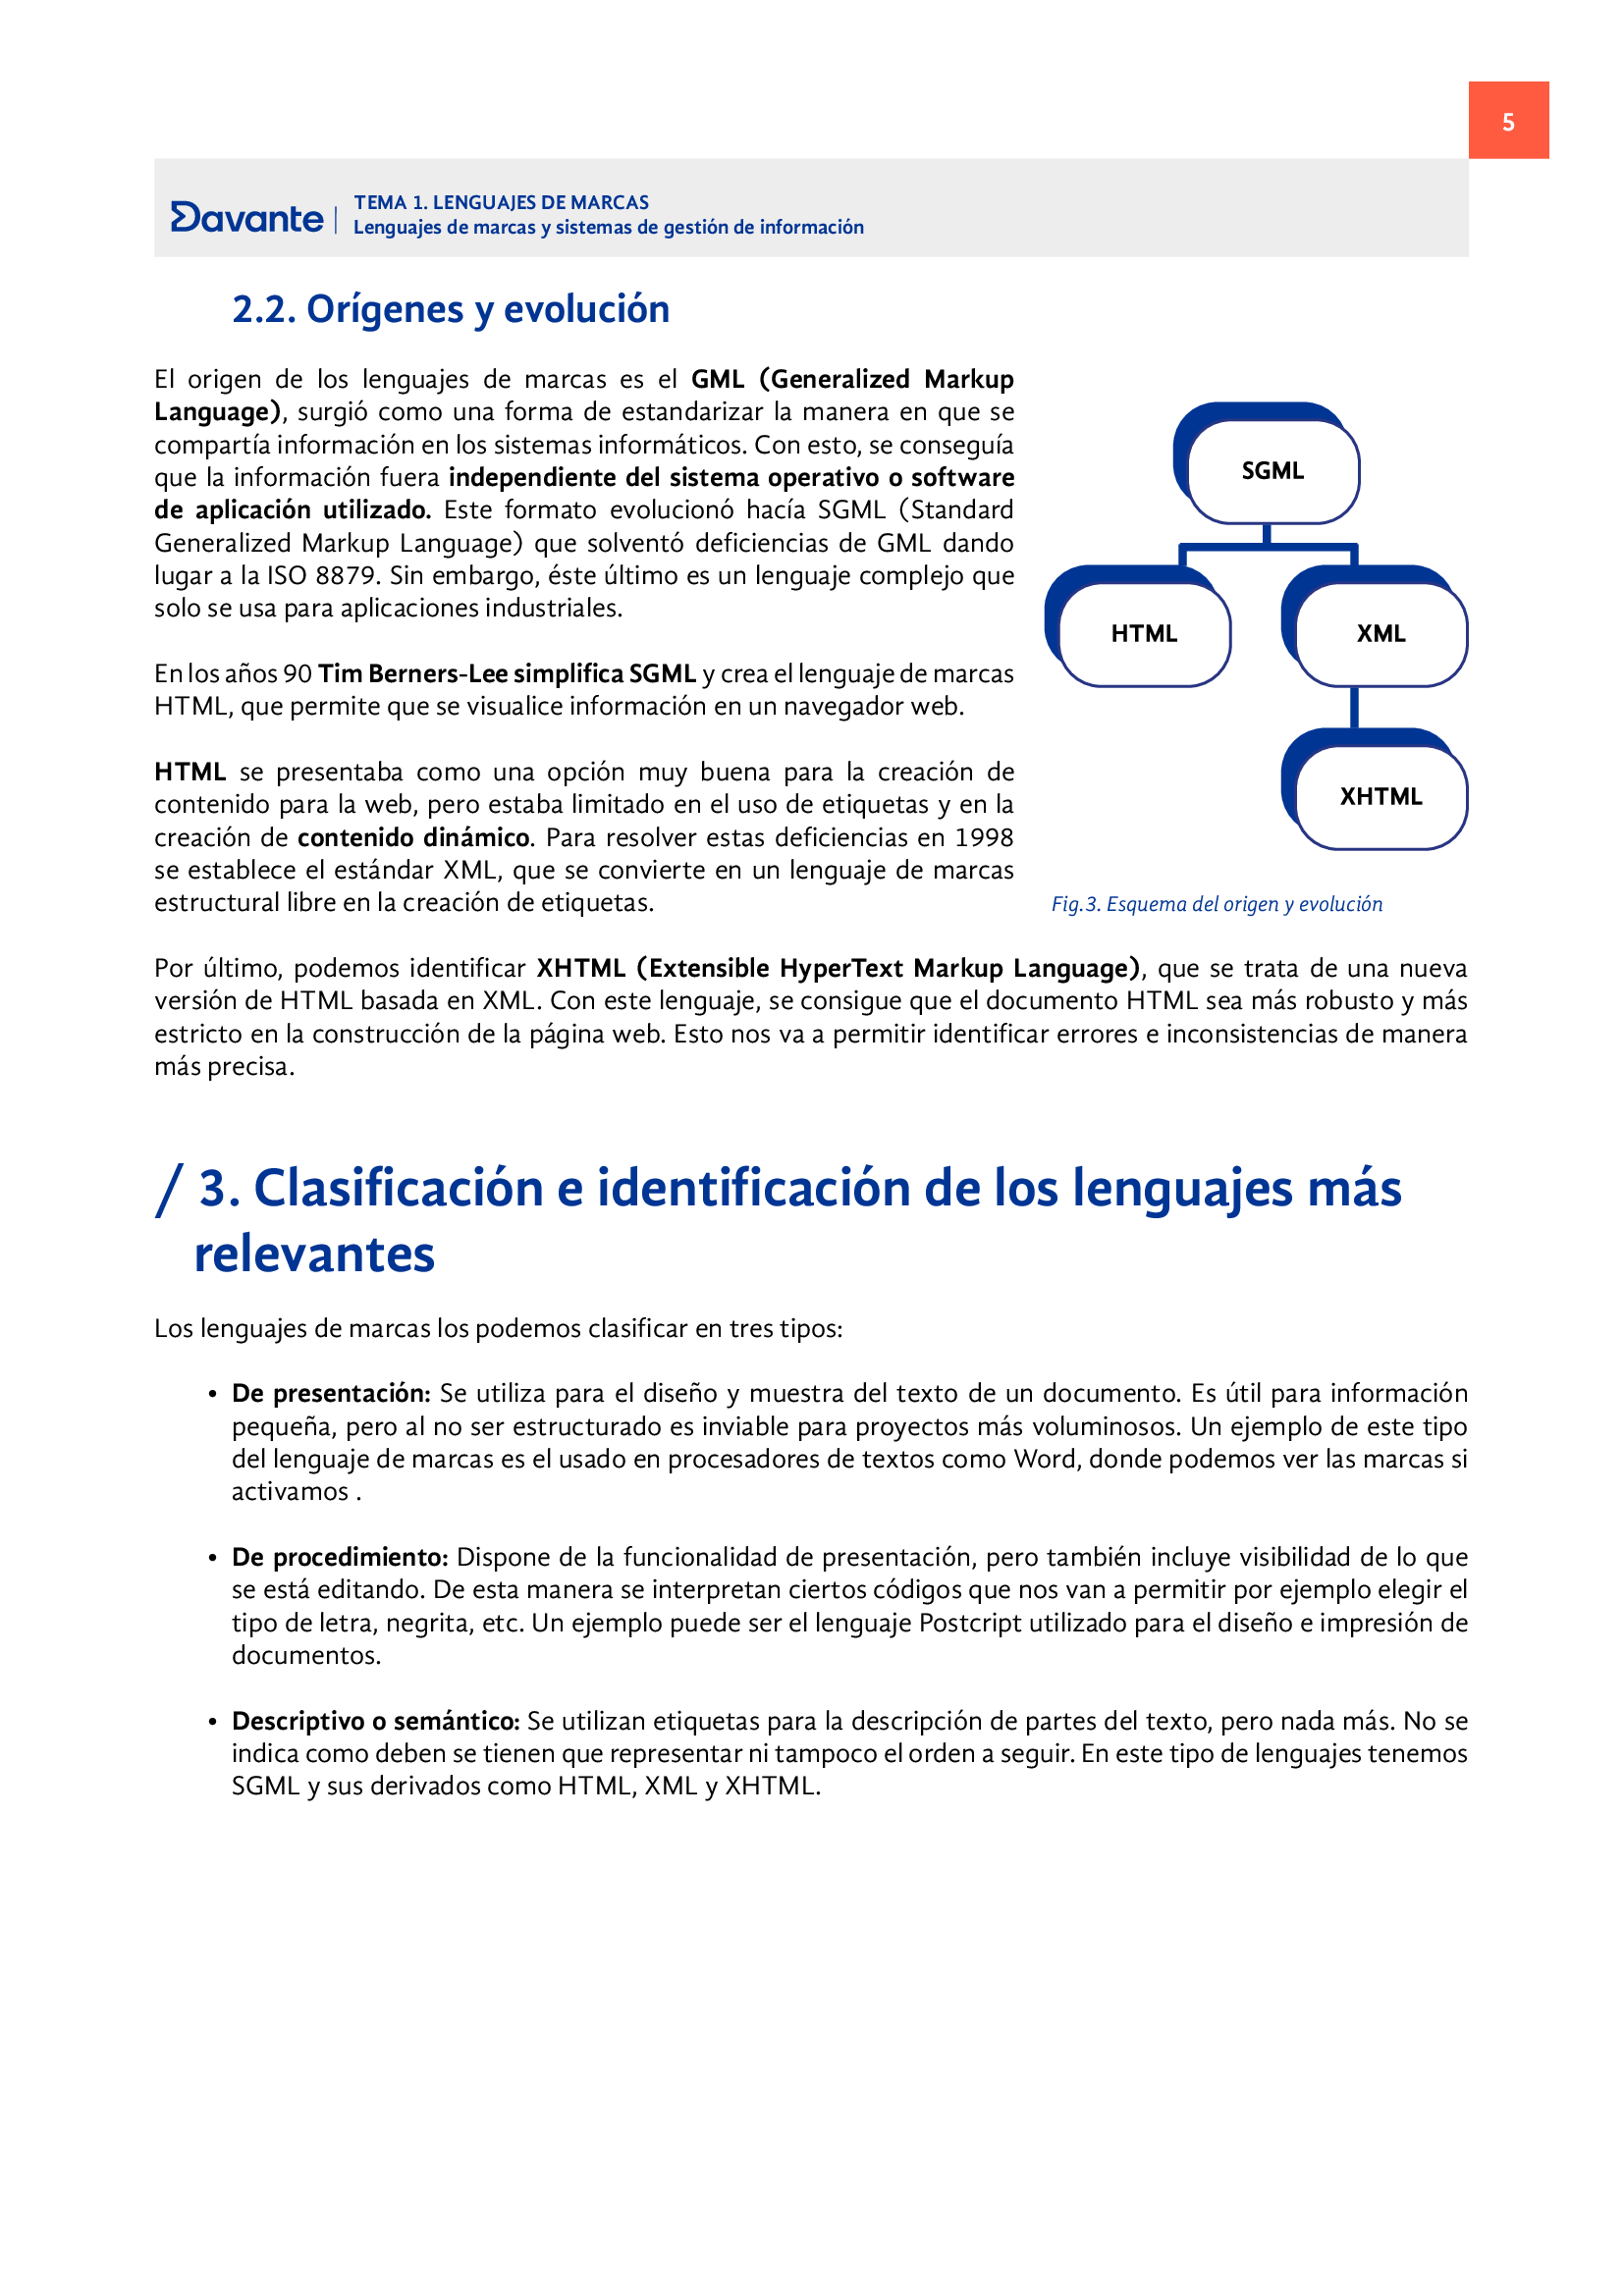 5
Davante
TEMA 1. LENGUAJES DE MARCAS
Lenguajes de marcas y sistemas de gestión de información
2.2. Orígenes y evolución
El origen de los lenguajes de marcas es el GML (Generalized Markup
Language), surgió como una forma de estandarizar la manera en que se
compartía información en los sistemas informáticos. Con esto, se conseguía
que la información fuera independiente del sistema operativo o software
de aplicación utilizado. Este formato evolucionó hacía SGML (Standard
Generalized Markup Language) que solventó deficiencias de GML dando
lugar a la ISO 8879. Sin embargo, éste último es un lenguaje complejo que
solo se usa para aplicaciones industriales.
En los años 90 Tim Berners-Lee simplifica SGML y crea el lenguaje de marcas
HTML, que permite que se visualice información en un navegador web.
HTML se presentaba como una opción muy buena para la creación de
contenido para la web, pero estaba limitado en el uso de etiquetas y en la
creación de contenido dinámico. Para resolver estas deficiencias en 1998
se establece el estándar XML, que se convierte en un lenguaje de marcas
estructural libre en la creación de etiquetas.
SGML
HTML
XML
XHTML
Fig.3. Esquema del origen y evolución
Por último, podemos identificar XHTML (Extensible HyperText Markup Language), que se trata de una nueva
versión de HTML basada en XML. Con este lenguaje, se consigue que el documento HTML sea más robusto y más
estricto en la construcción de la página web. Esto nos va a permitir identificar errores e inconsistencias de manera
más precisa.
/ 3. Clasificación e identificación de los lenguajes más
relevantes
Los lenguajes de marcas los podemos clasificar en tres tipos:
• De presentación: Se utiliza para el diseño y muestra del texto de un documento. Es útil para información
pequeña, pero al no ser estructurado es inviable para proyectos más voluminosos. Un ejemplo de este tipo
del lenguaje de marcas es el usado en procesadores de textos como Word, donde podemos ver las marcas si
activamos .
• De procedimiento: Dispone de la funcionalidad de presentación, pero también incluye visibilidad de lo que
se está editando. De esta manera se interpretan ciertos códigos que nos van a permitir por ejemplo elegir el
tipo de letra, negrita, etc. Un ejemplo puede ser el lenguaje Postcript utilizado para el diseño e impresión de
documentos.
• Descriptivo o semántico: Se utilizan etiquetas para la descripción de partes del texto, pero nada más. No se
indica como deben se tienen que representar ni tampoco el orden a seguir. En este tipo de lenguajes tenemos
SGML y sus derivados como HTML, XML y XHTML.